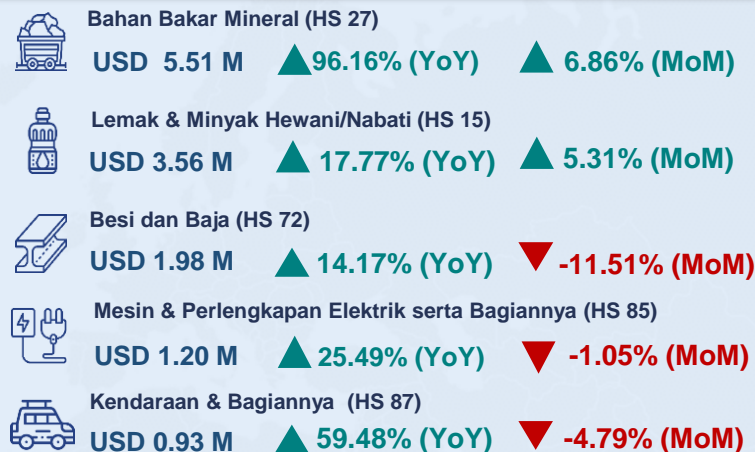 Bahan Bakar Mineral (HS 27)
USD 5.51 M 96.16% (YoY) 6.86% (MoM)
Lemak & Minyak Hewani/Nabati (HS 15)
USD 3.56 M 17.77% (YoY) 5.31% (MoM)
Besi dan Baja (HS 72)
USD 1.98 M 14.17% (YoY) -11.51% (MoM)
Mesin & Perlengkapan Elektrik serta Bagiannya (HS 85)
USD 1.20 M 25.49% (YoY) -1.05% (MoM)
Kendaraan & Bagiannya (HS 87)
USD 0.93 M 59.48% (YoY) -4.79% (MoM)